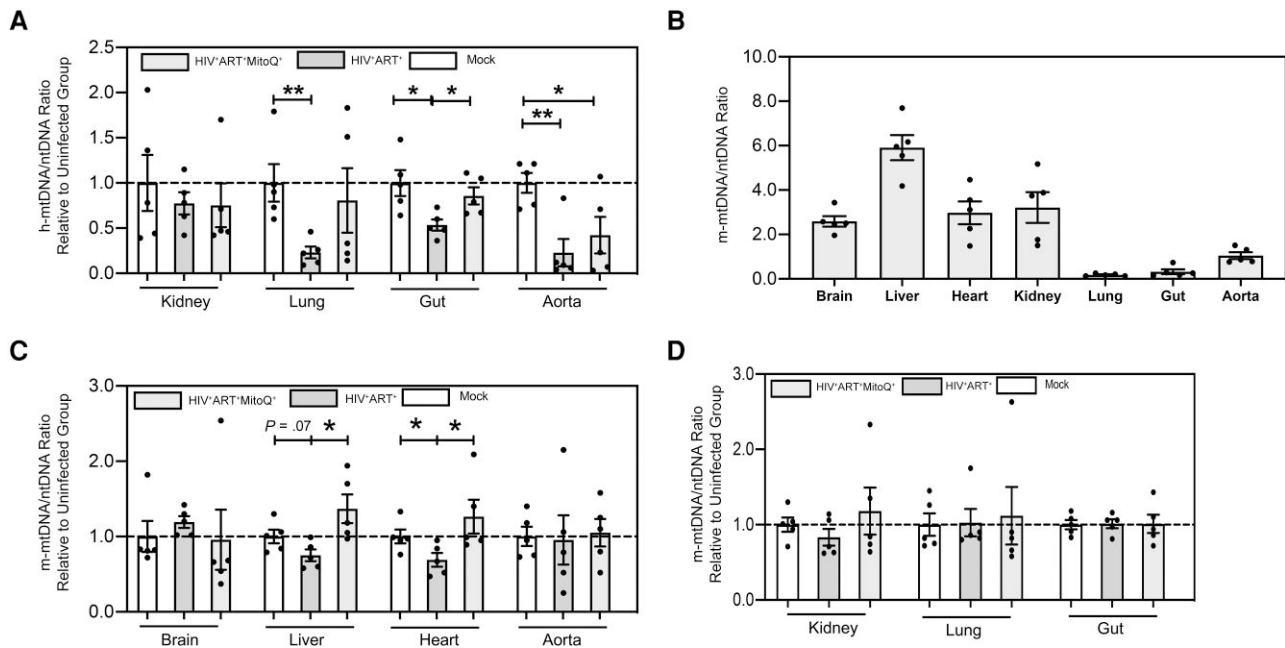 A
h-mtDNA/ntDNA Ratio
Relative to Uninfected Group
2.5
2.0
1.5
1.0
0.5
0.0
HIV⁺ART⁺MitoQ⁺ HIV⁺ART⁺ Mock
** * * ** *
Kidney Lung Gut Aorta
B
m-mtDNA/ntDNA Ratio
10.0
8.0
6.0
4.0
2.0
0.0
Brain Liver Heart Kidney Lung Gut Aorta
C
m-mtDNA/ntDNA Ratio
Relative to Uninfected Group
3.0
2.0
1.0
0.0
HIV⁺ART⁺MitoQ⁺ HIV⁺ART⁺ Mock
P = .07 * * *
Brain Liver Heart Aorta
D
m-mtDNA/ntDNA Ratio
Relative to Uninfected Group
3.0
2.0
1.0
0.0
HIV⁺ART⁺MitoQ⁺ HIV⁺ART⁺ Mock
Kidney Lung Gut